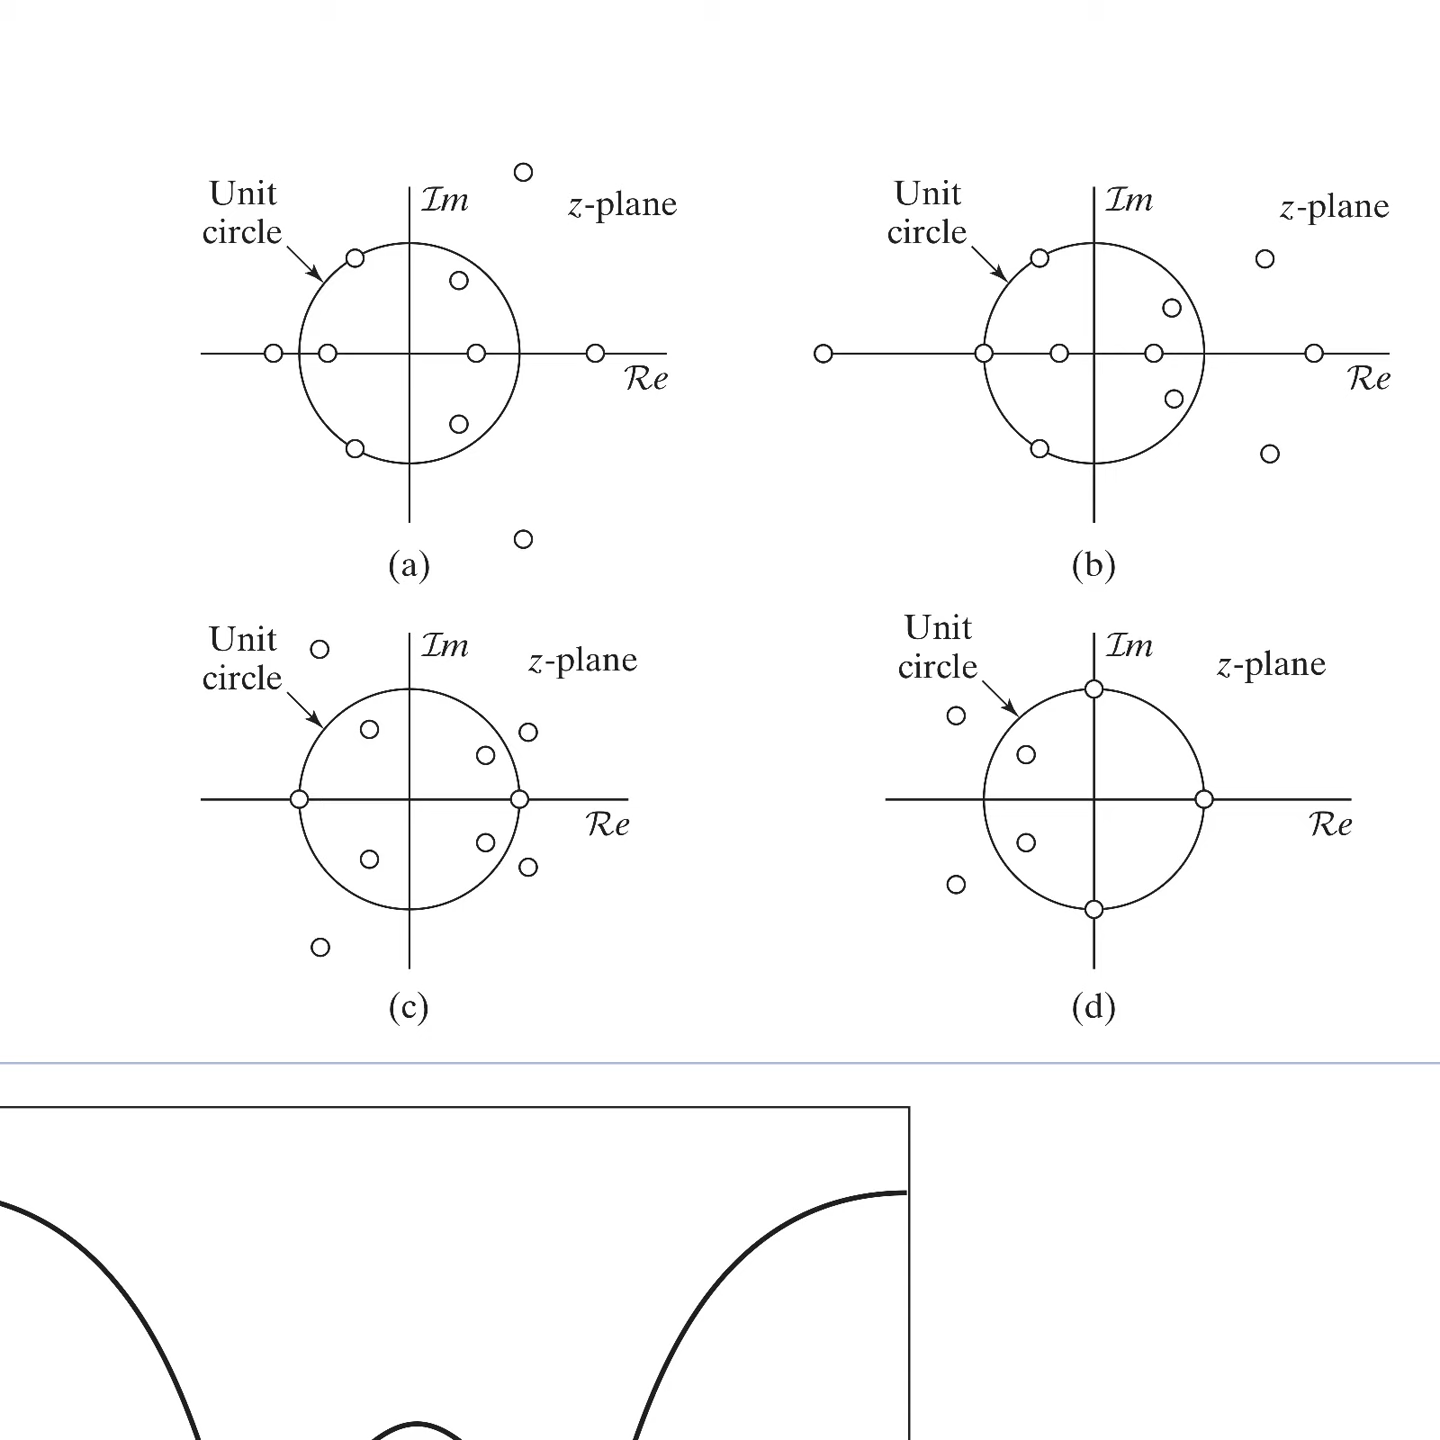 Unit
circle
Im
z-plane
Re
(a)
Unit
circle
Im
z-plane
Re
(b)
Unit
circle
Im
z-plane
Re
(c)
Unit
circle
Im
z-plane
Re
(d)